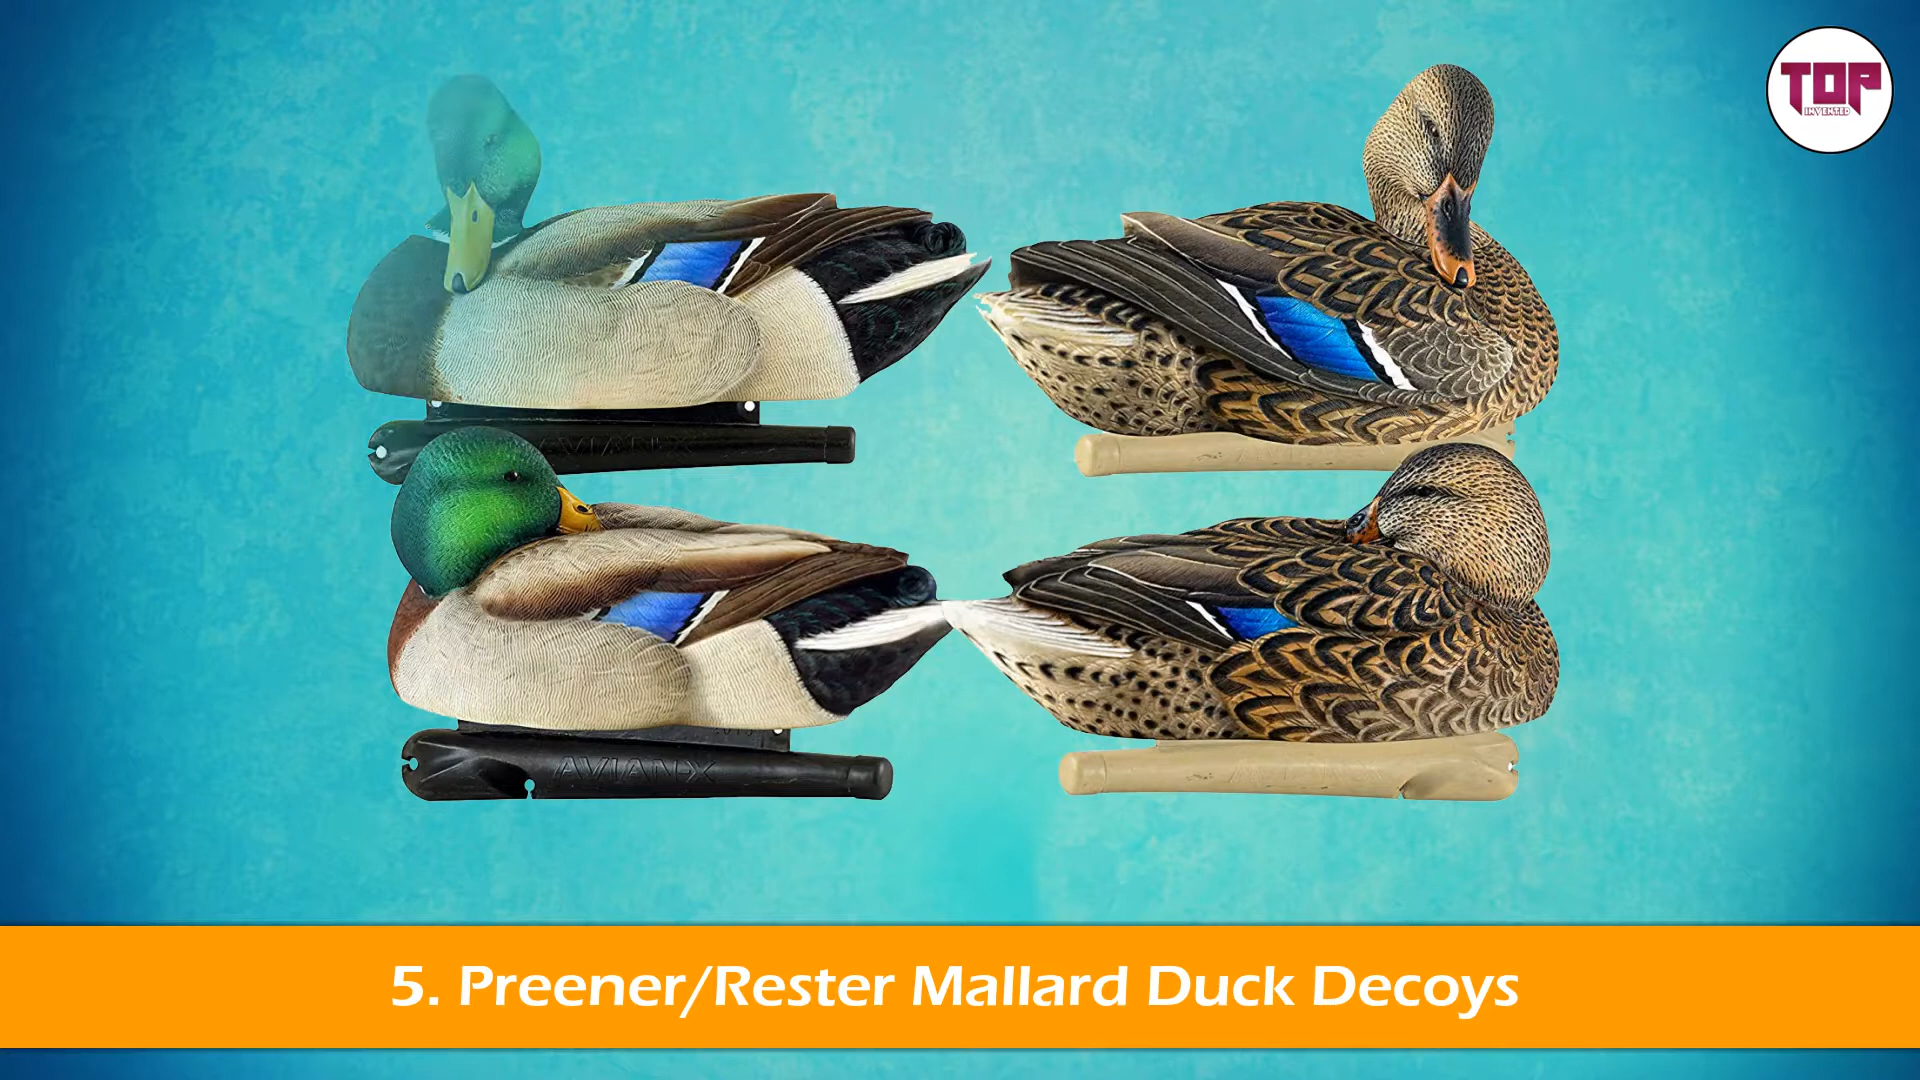 TOP
INVENTED
AVIAN-X
AVIAN-X
5. Preener/Rester Mallard Duck Decoys